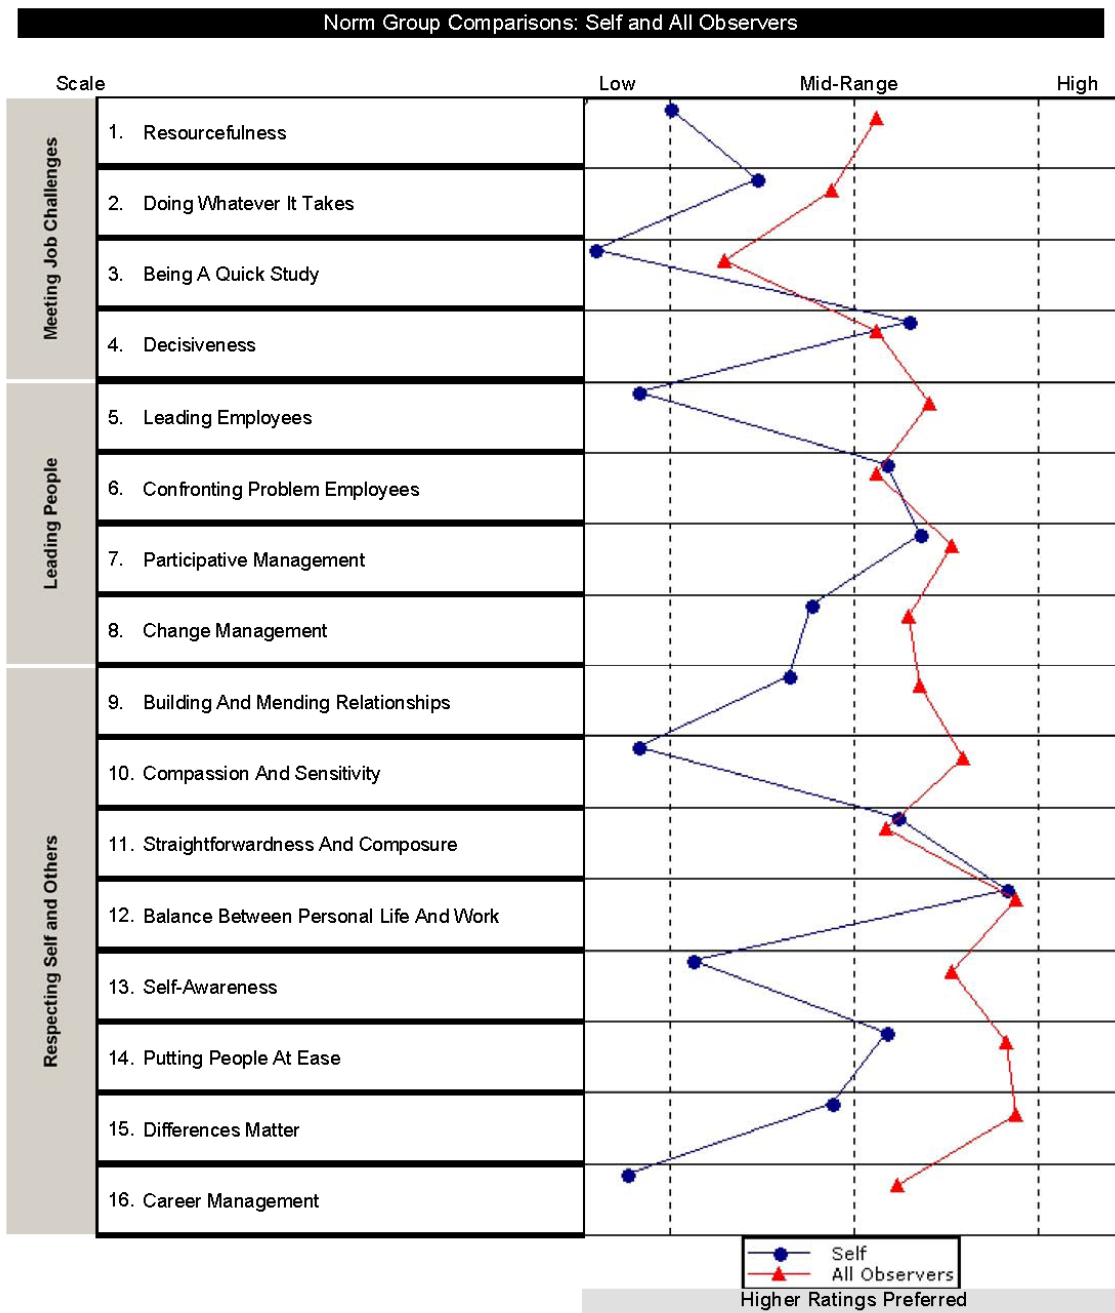 Norm Group Comparisons: Self and All Observers
Scale Low Mid-Range High
Meeting Job Challenges
1. Resourcefulness
2. Doing Whatever It Takes
3. Being A Quick Study
4. Decisiveness
Leading People
5. Leading Employees
6. Confronting Problem Employees
7. Participative Management
8. Change Management
Respecting Self and Others
9. Building And Mending Relationships
10. Compassion And Sensitivity
11. Straightforwardness And Composure
12. Balance Between Personal Life And Work
13. Self-Awareness
14. Putting People At Ease
15. Differences Matter
16. Career Management
Self
All Observers
Higher Ratings Preferred